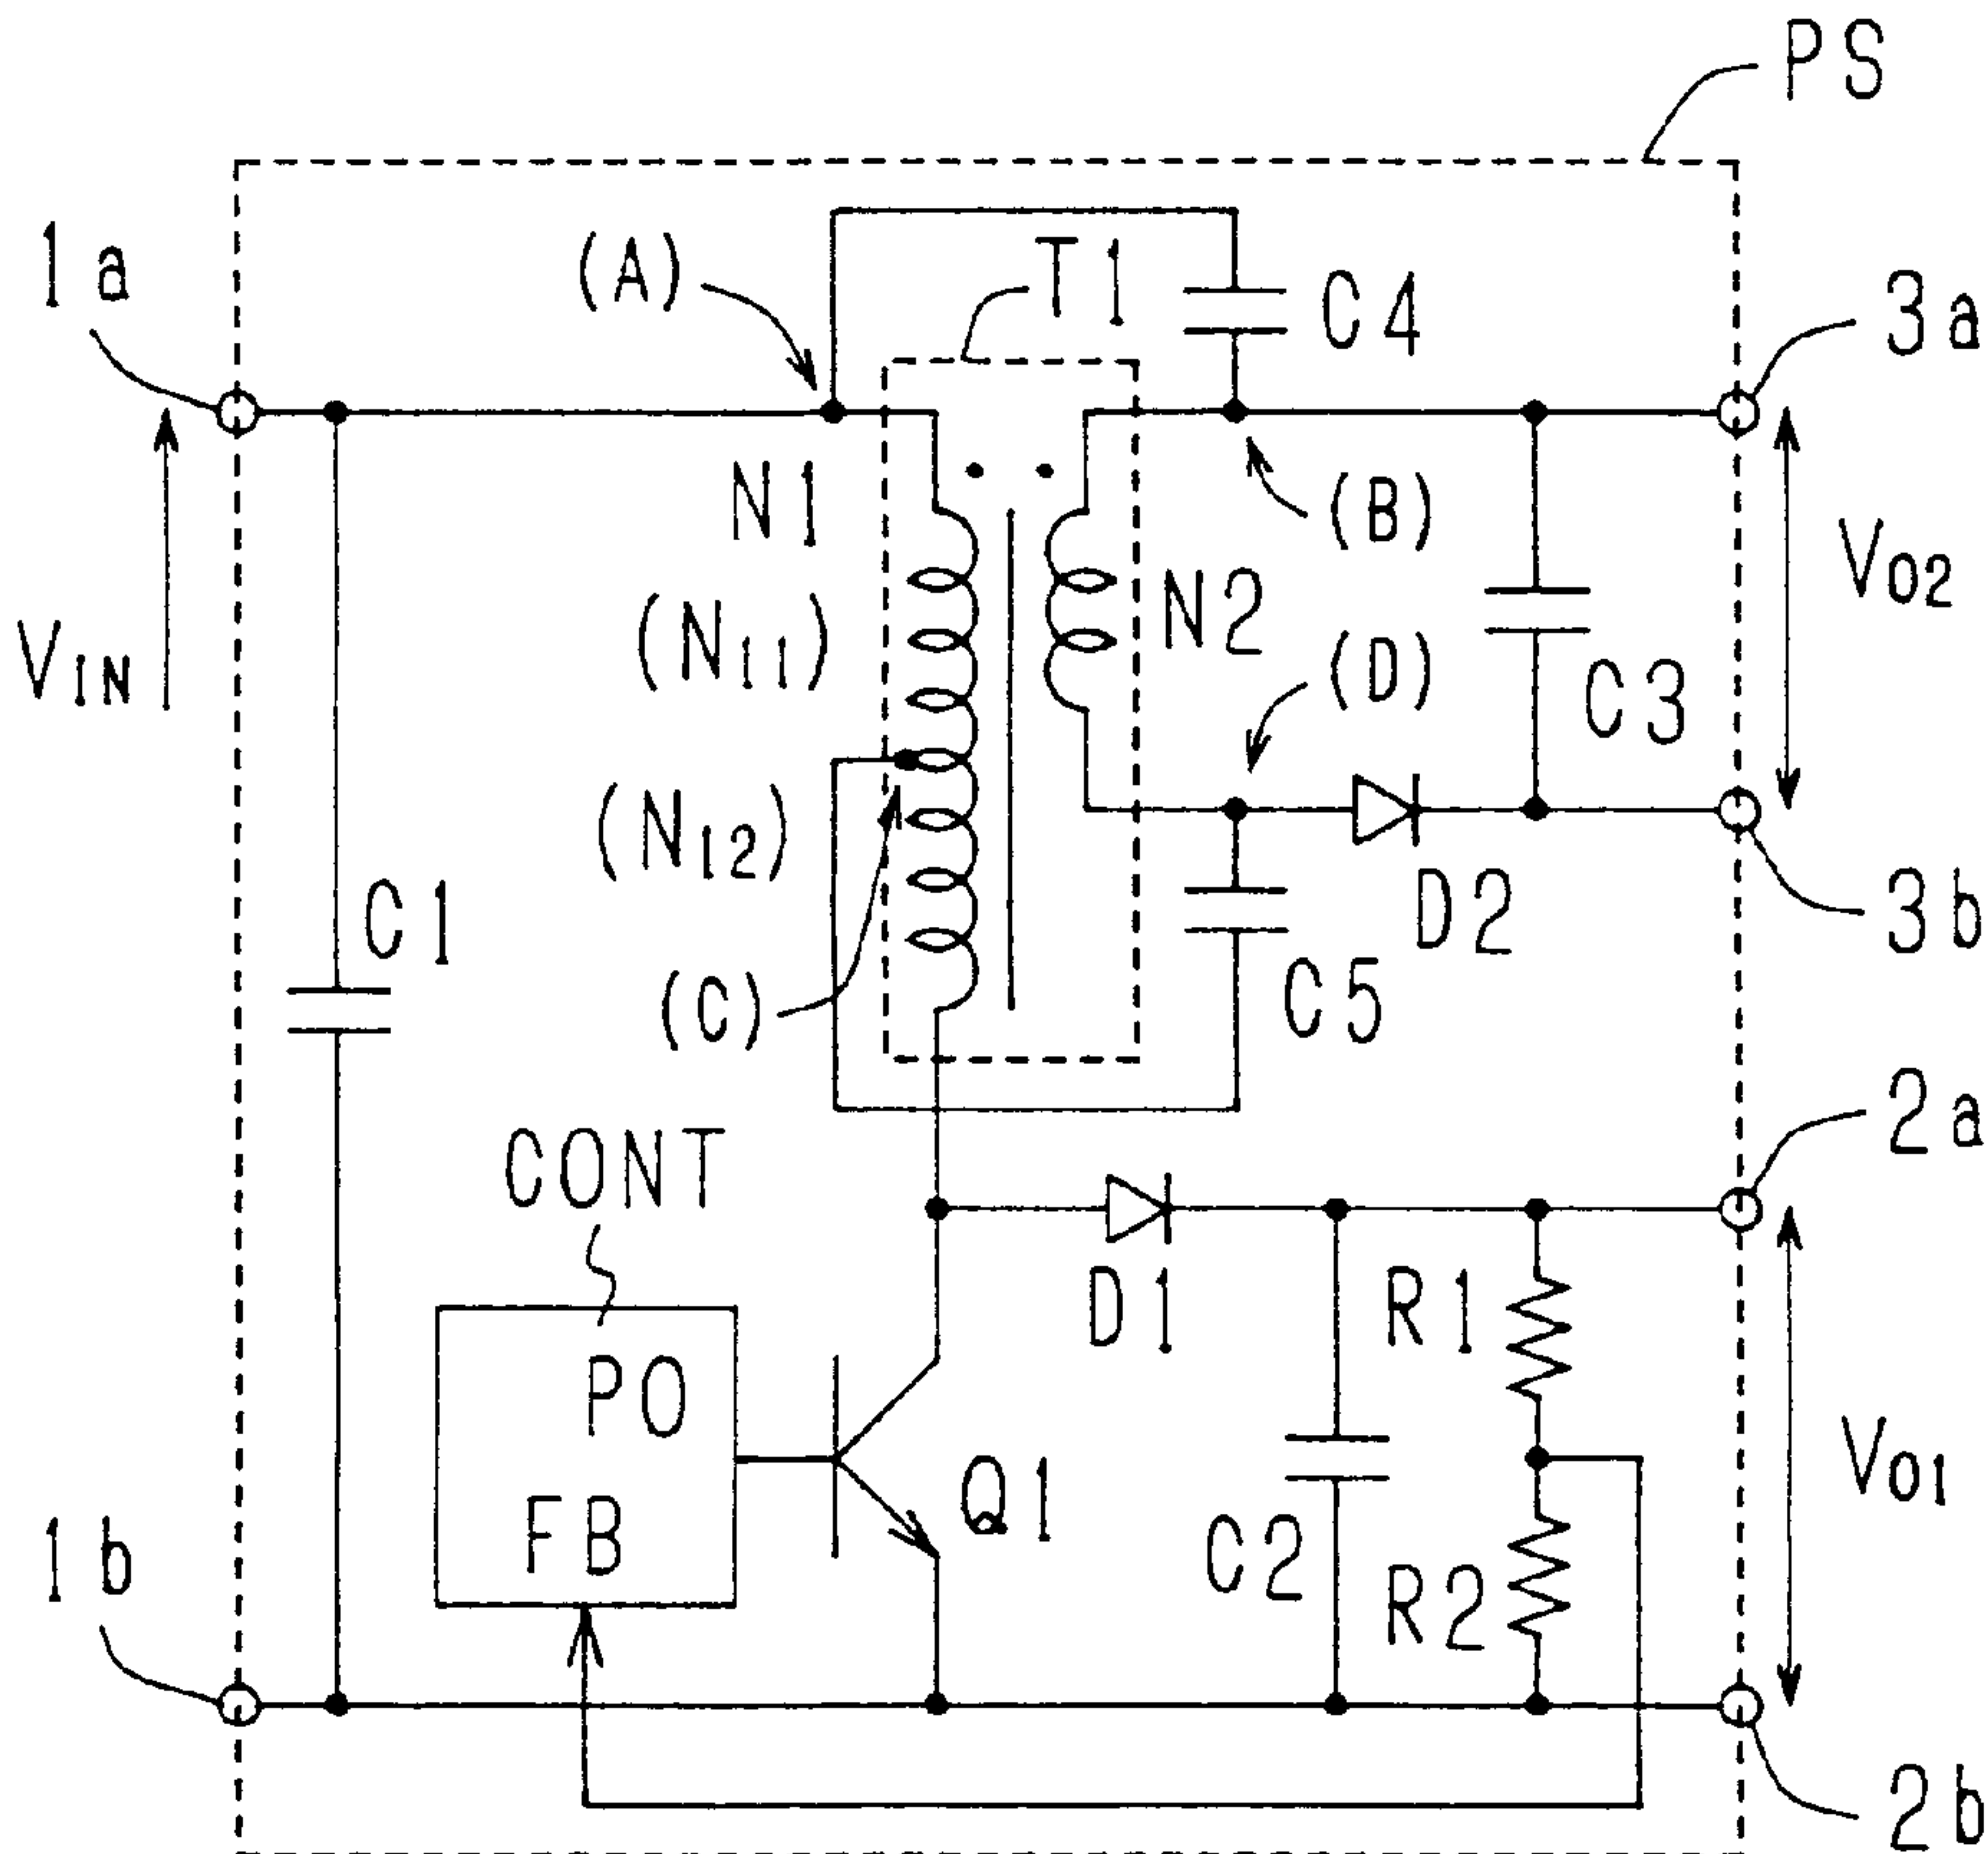 PS
1a
(A)
T1
C4
3a
N1
(B)
VIN
(N11)
N2
VO2
(D)
C3
(N12)
C1
D2
3b
(C)
C5
2a
CONT
D1
R1
PO
FB
Q1
VO1
1b
C2
R2
2b